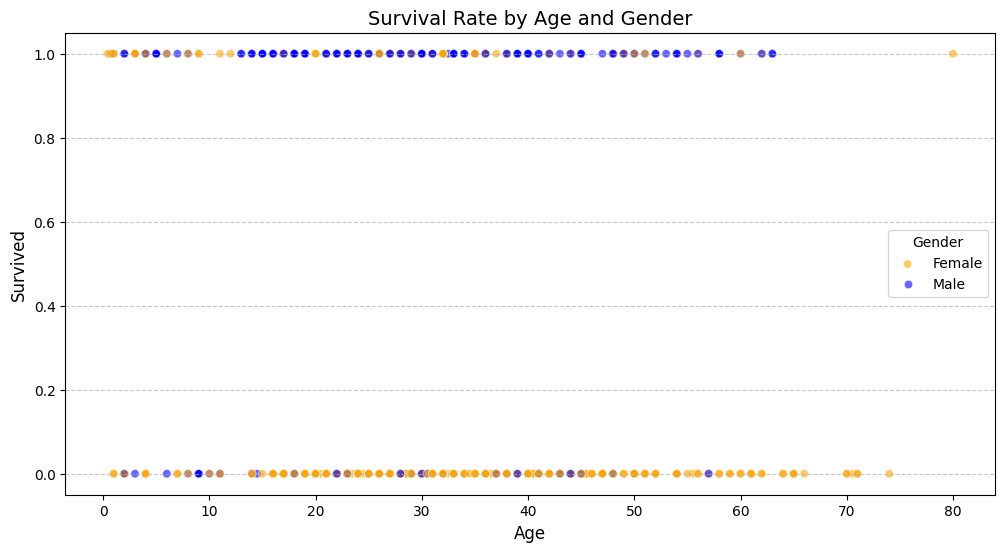 Survival Rate by Age and Gender
1.0
0.8
0.6
0.4
0.2
0.0
Survived
Gender
Female
Male
0 10 20 30 40 50 60 70 80
Age